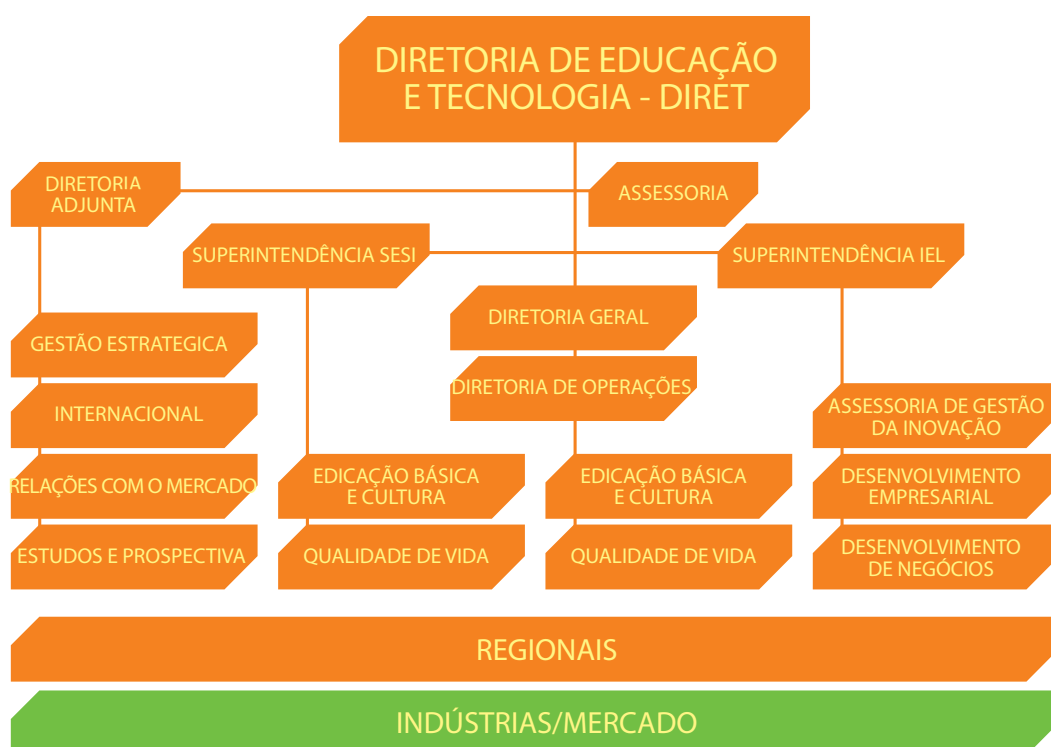 DIRETORIA DE EDUCAÇÃO
E TECNOLOGIA - DIRET
DIRETORIA
ADJUNTA
ASSESSORIA
SUPERINTENDÊNCIA SESI
SUPERINTENDÊNCIA IEL
DIRETORIA GERAL
GESTÃO ESTRATEGICA
DIRETORIA DE OPERAÇÕES
INTERNACIONAL
ASSESSORIA DE GESTÃO
DA INOVAÇÃO
RELAÇÕES COM O MERCADO
EDICAÇÃO BÁSICA
E CULTURA
EDICAÇÃO BÁSICA
E CULTURA
DESENVOLVIMENTO
EMPRESARIAL
ESTUDOS E PROSPECTIVA
QUALIDADE DE VIDA
QUALIDADE DE VIDA
DESENVOLVIMENTO
DE NEGÓCIOS
REGIONAIS
INDÚSTRIAS/MERCADO